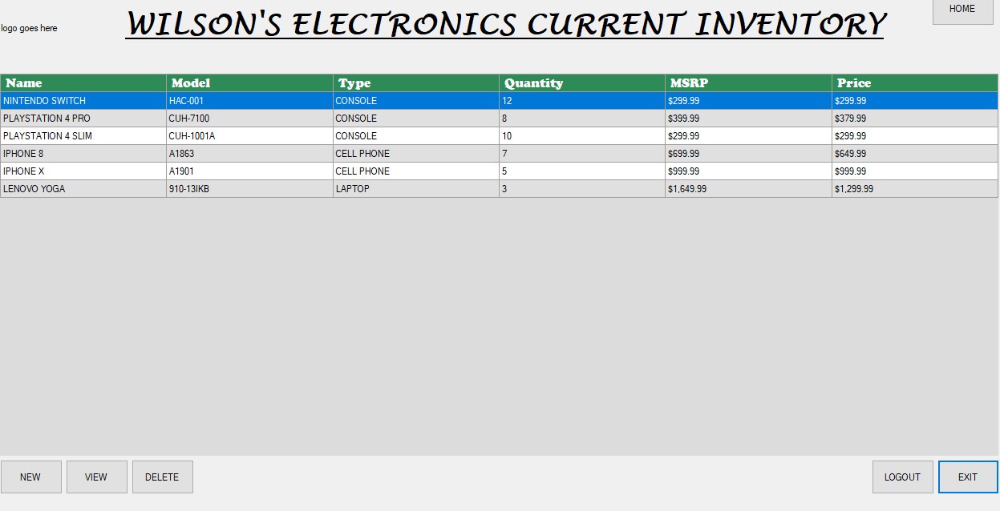 HOME
logo goes here
WILSON'S ELECTRONICS CURRENT INVENTORY
Name Model Type Quantity MSRP Price
NINTENDO SWITCH HAC-001 CONSOLE 12 $299.99 $299.99
PLAYSTATION 4 PRO CUH-7100 CONSOLE 8 $399.99 $379.99
PLAYSTATION 4 SLIM CUH-1001A CONSOLE 10 $299.99 $299.99
IPHONE 8 A1863 CELL PHONE 7 $699.99 $649.99
IPHONE X A1901 CELL PHONE 5 $999.99 $999.99
LENOVO YOGA 910-13IKB LAPTOP 3 $1,649.99 $1,299.99
NEW VIEW DELETE LOGOUT EXIT